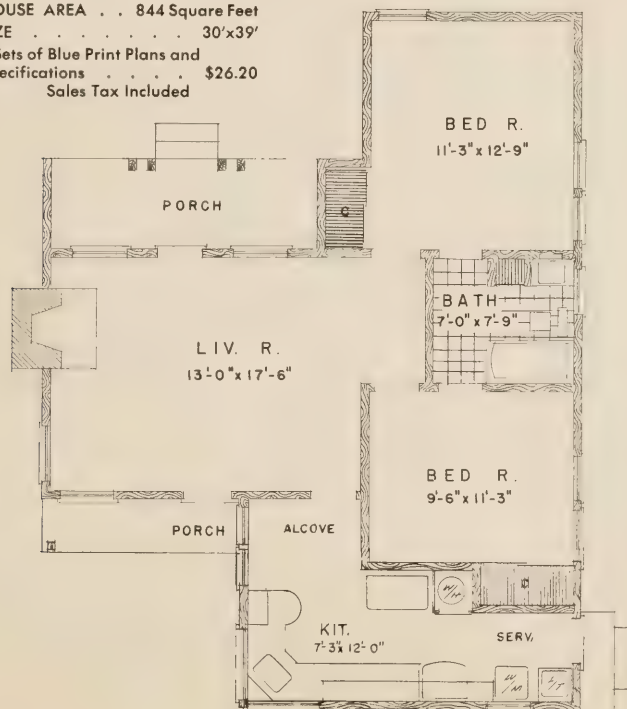 OUSE AREA . . 844 Square Feet
ZE . . . . . . . 30'x39'
Sets of Blue Print Plans and
ecifications . . . . $26.20
Sales Tax Included
BED R.
11'-3" x 12'-9"
PORCH
C
BATH
7'-0" x 7'-9"
LIV. R.
13'-0" x 17'-6"
BED R.
9'-6" x 11'-3"
PORCH
ALCOVE
C
W/H
KIT.
7'-3" x 12'-0"
SERV.
W/M
L/T